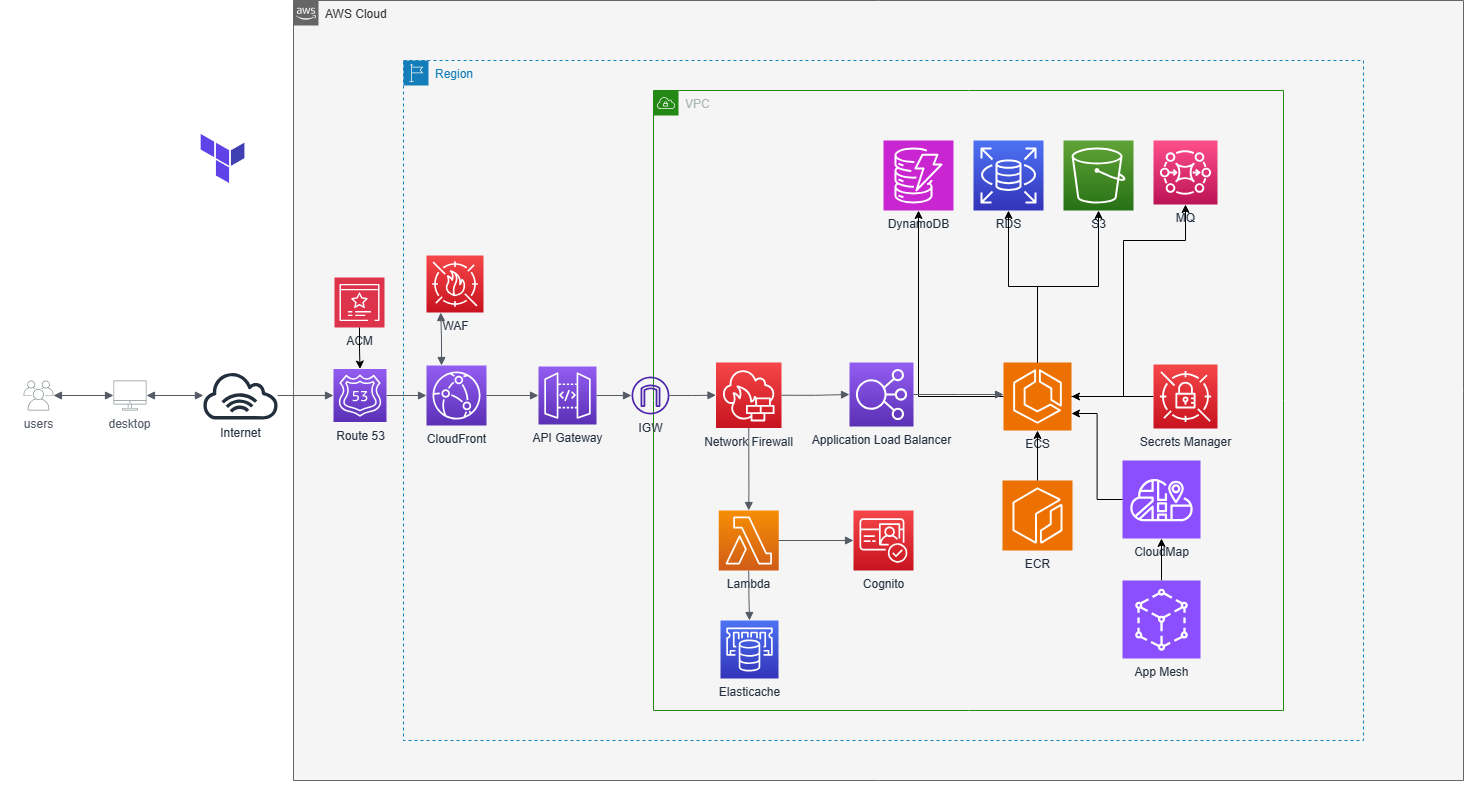 aws
AWS Cloud
Region
VPC
DynamoDB
RDS
S3
MQ
WAF
ACM
53
</>
users
desktop
Internet
Route 53
CloudFront
API Gateway
IGW
Network Firewall
Application Load Balancer
ECS
Secrets Manager
Lambda
Cognito
ECR
CloudMap
Elasticache
App Mesh